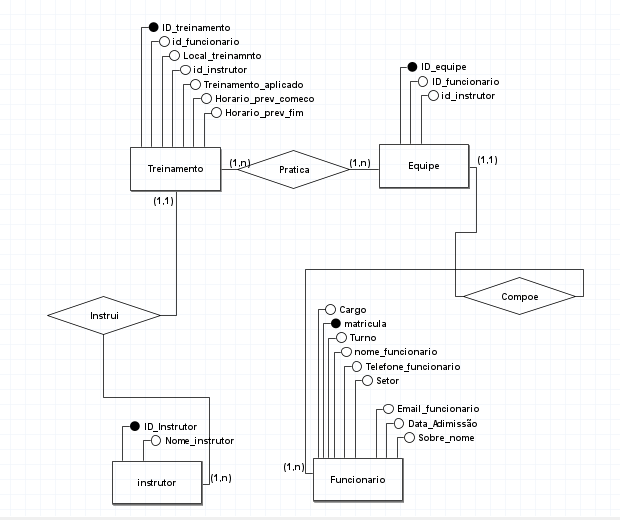 ID_treinamento
id_funcionario
Local_treinamnto
id_instrutor
Treinamento_aplicado
Horario_prev_comeco
Horario_prev_fim
ID_equipe
ID_funcionario
id_instrutor
Treinamento
(1,n)
Pratica
(1,n)
Equipe
(1,1)
(1,1)
Instrui
Compoe
Cargo
matricula
Turno
nome_funcionario
Telefone_funcionario
Setor
Email_funcionario
Data_Adimissão
Sobre_nome
ID_Instrutor
Nome_instrutor
instrutor
(1,n)
(1,n)
Funcionario